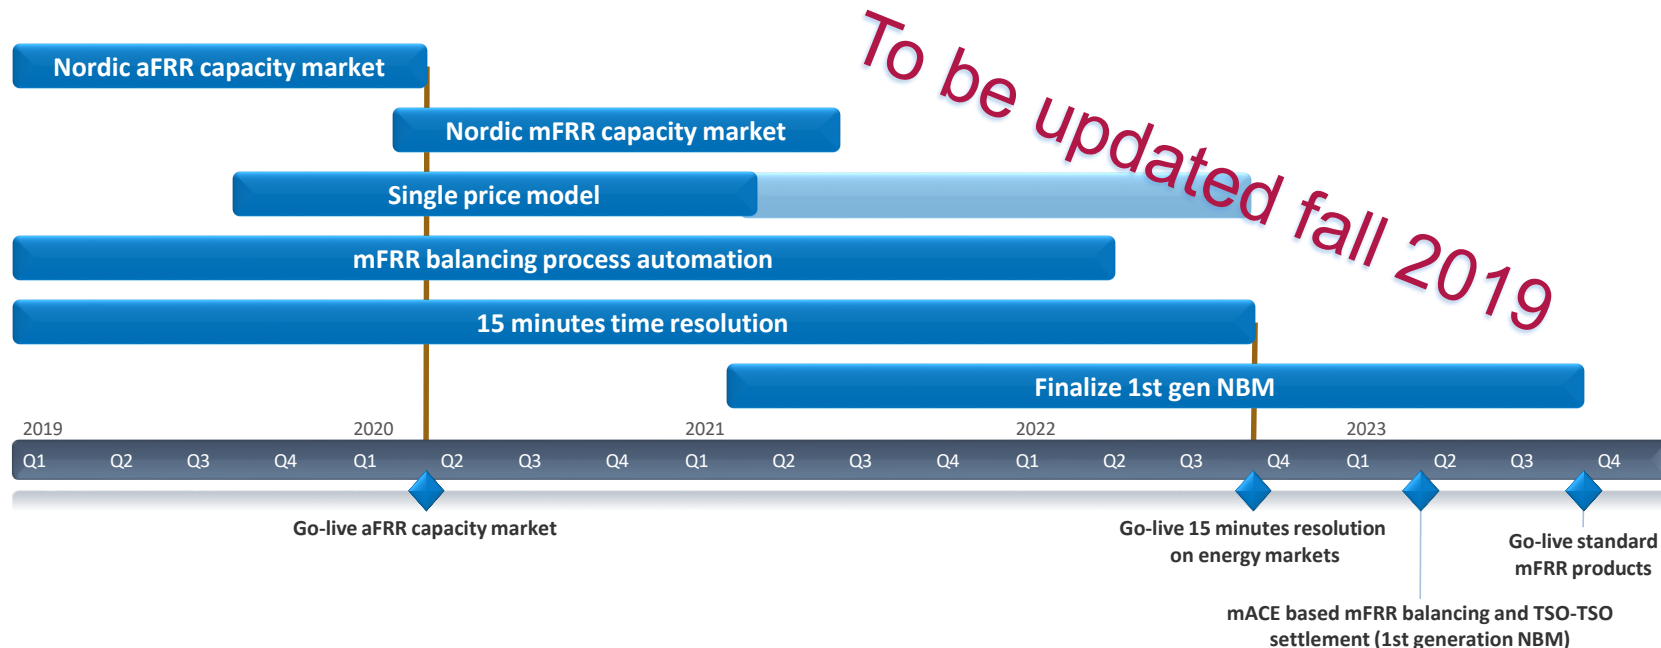 To be updated fall 2019
Nordic aFRR capacity market
Nordic mFRR capacity market
Single price model
mFRR balancing process automation
15 minutes time resolution
Finalize 1st gen NBM
2019 2020 2021 2022 2023
Q1 Q2 Q3 Q4 Q1 Q2 Q3 Q4 Q1 Q2 Q3 Q4 Q1 Q2 Q3 Q4 Q1 Q2 Q3 Q4
Go-live aFRR capacity market
Go-live 15 minutes resolution
on energy markets
Go-live standard
mFRR products
mACE based mFRR balancing and TSO-TSO
settlement (1st generation NBM)